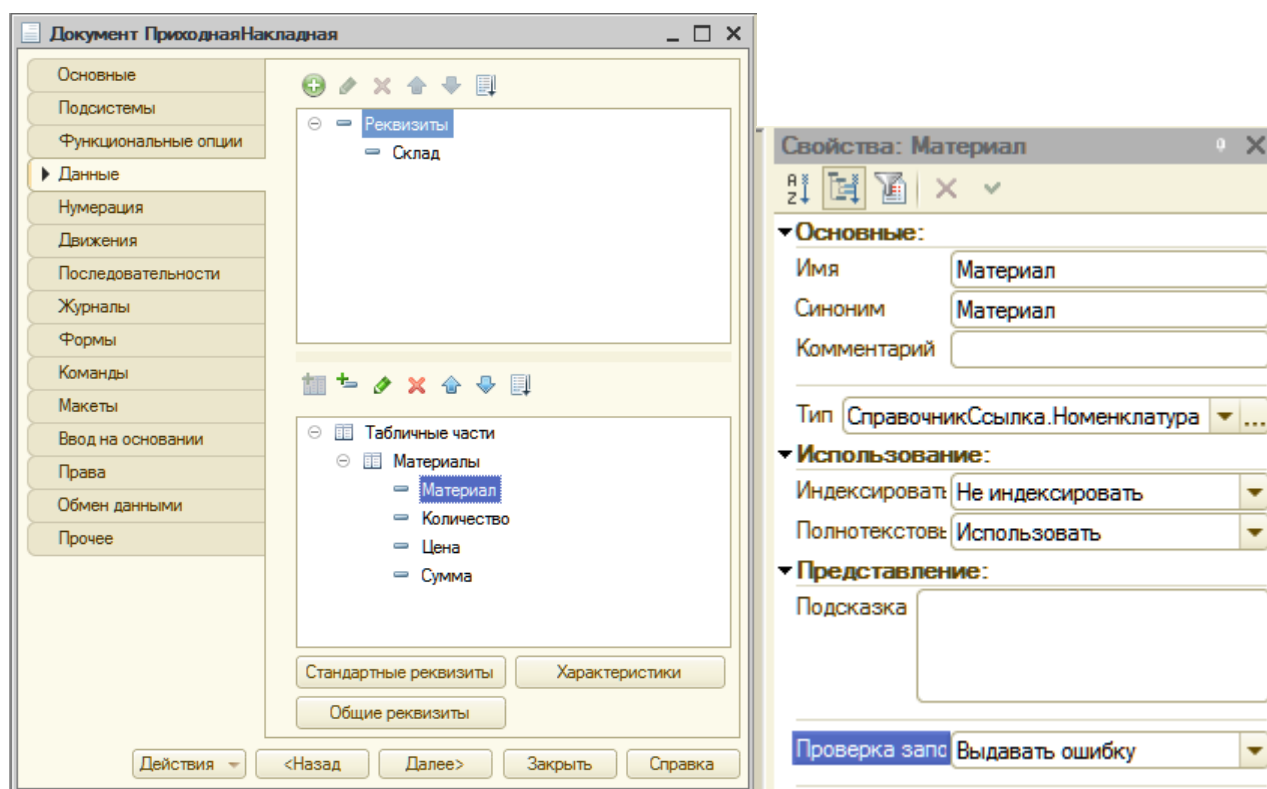 Документ ПриходнаяНакладная
Основные
Подсистемы
Функциональные опции
Данные
Нумерация
Движения
Последовательности
Журналы
Формы
Команды
Макеты
Ввод на основании
Права
Обмен данными
Прочее
Реквизиты
Склад
Табличные части
Материалы
Материал
Количество
Цена
Сумма
Стандартные реквизиты Характеристики
Общие реквизиты
Действия <Назад Далее> Закрыть Справка
Свойства: Материал
Основные:
Имя Материал
Синоним Материал
Комментарий
Тип СправочникСсылка.Номенклатура ...
Использование:
Индексировать Не индексировать
Полнотекстовы Использовать
Представление:
Подсказка
Проверка запо Выдавать ошибку